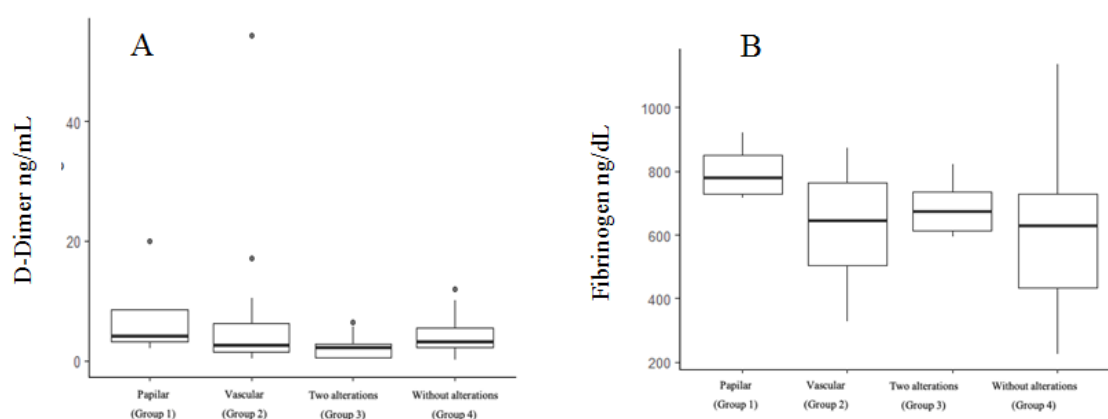 A
D-Dimer ng/mL
40
20
0
Papilar
(Group 1)
Vascular
(Group 2)
Two alterations
(Group 3)
Without alterations
(Group 4)
B
Fibrinogen ng/dL
1000
800
600
400
200
Papilar
(Group 1)
Vascular
(Group 2)
Two alterations
(Group 3)
Without alterations
(Group 4)